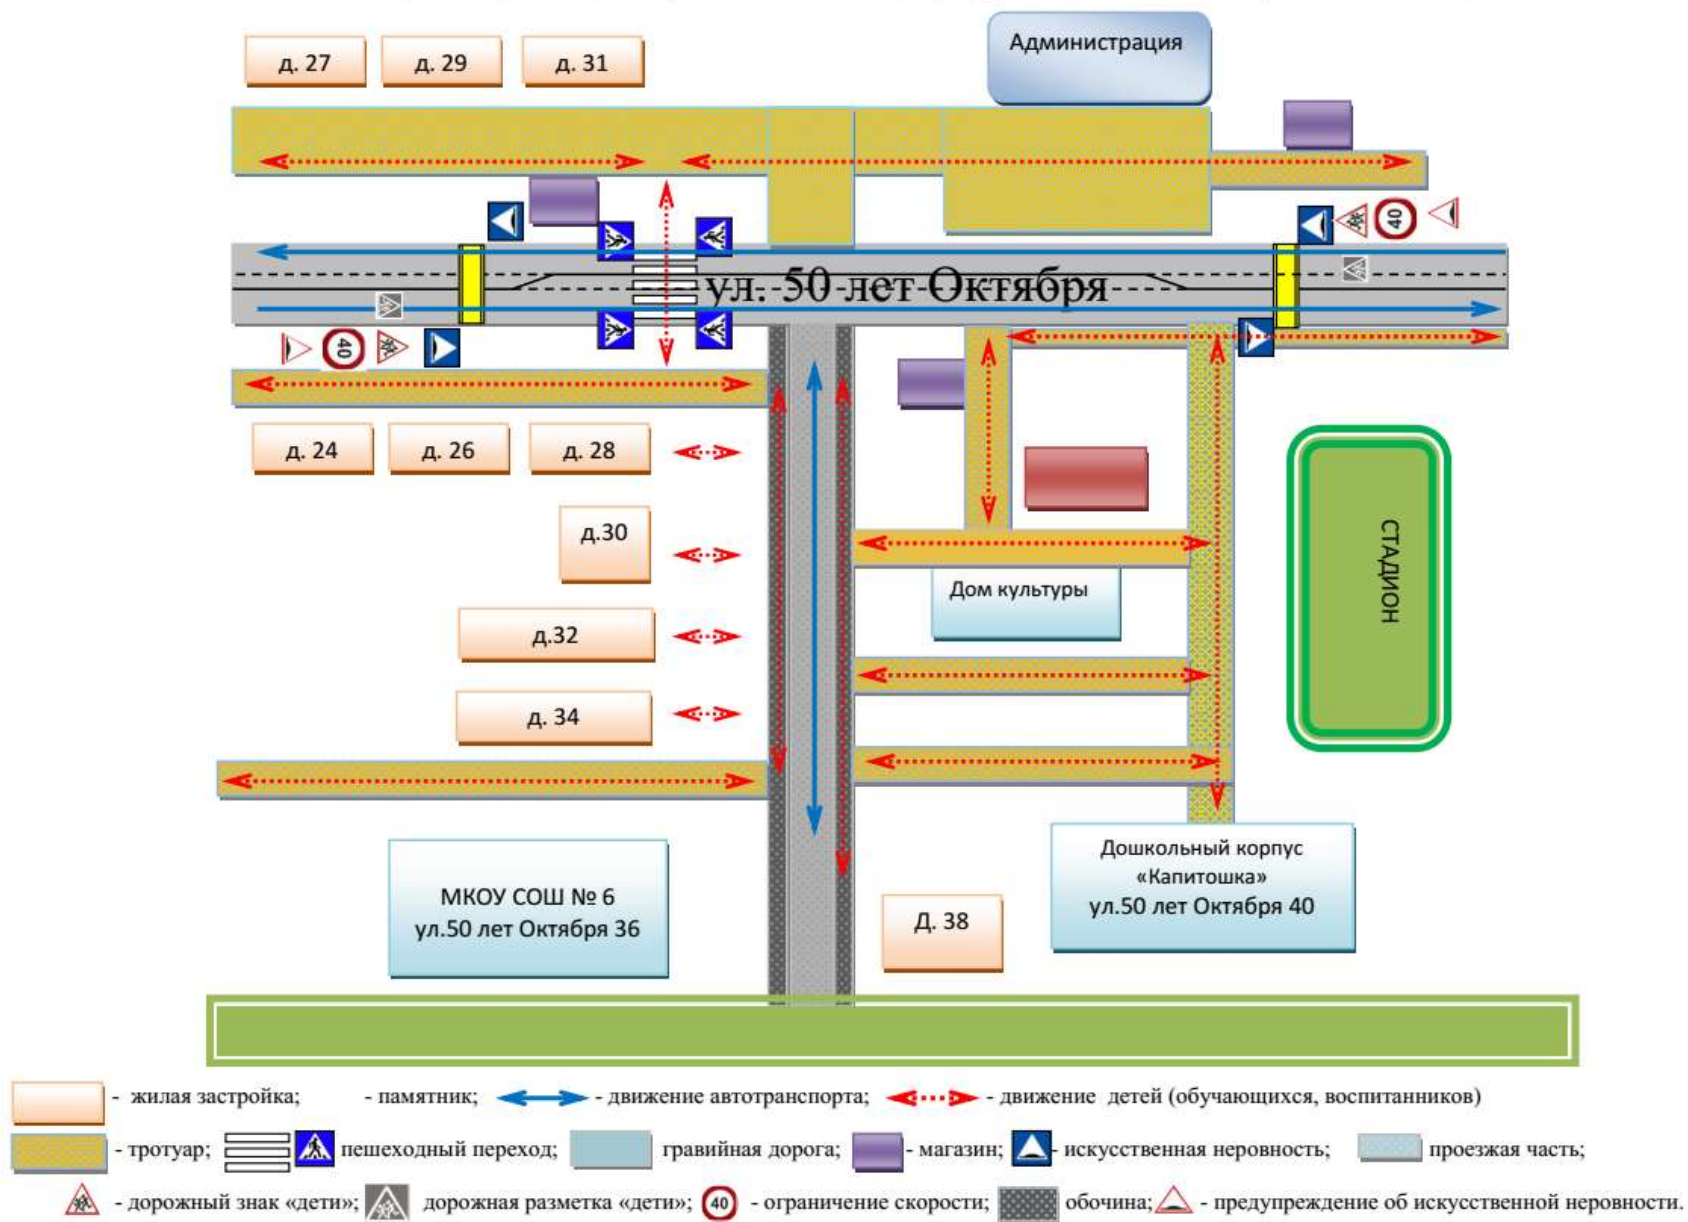 Администрация
д. 27
д. 29
д. 31
40
ул. 50 лет Октября
40
д. 24
д. 26
д. 28
д.30
СТАДИОН
Дом культуры
д.32
д. 34
Дошкольный корпус
«Капитошка»
ул.50 лет Октября 40
МКОУ СОШ № 6
ул.50 лет Октября 36
Д. 38
- жилая застройка; - памятник; - движение автотранспорта; - движение детей (обучающихся, воспитанников)
- тротуар; пешеходный переход; гравийная дорога; - магазин; - искусственная неровность; проезжая часть;
- дорожный знак «дети»; дорожная разметка «дети»; 40 - ограничение скорости; обочина; - предупреждение об искусственной неровности.